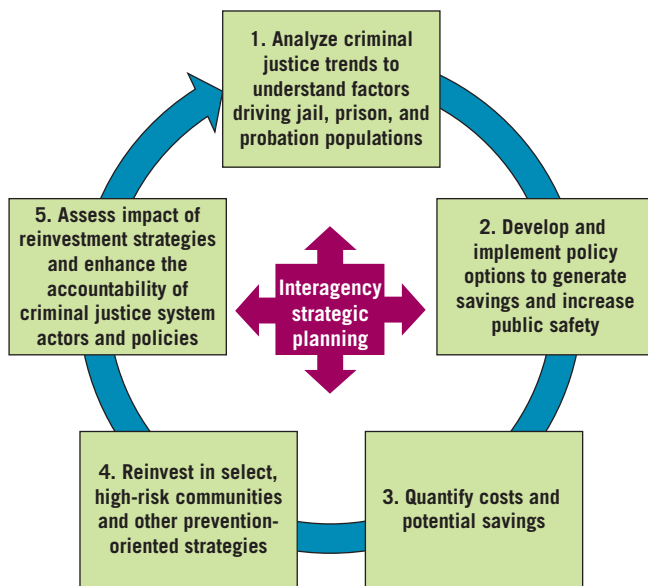 1. Analyze criminal
justice trends to
understand factors
driving jail, prison, and
probation populations
2. Develop and
implement policy
options to generate
savings and increase
public safety
3. Quantify costs and
potential savings
4. Reinvest in select,
high-risk communities
and other prevention-
oriented strategies
5. Assess impact of
reinvestment strategies
and enhance the
accountability of
criminal justice system
actors and policies
Interagency
strategic
planning